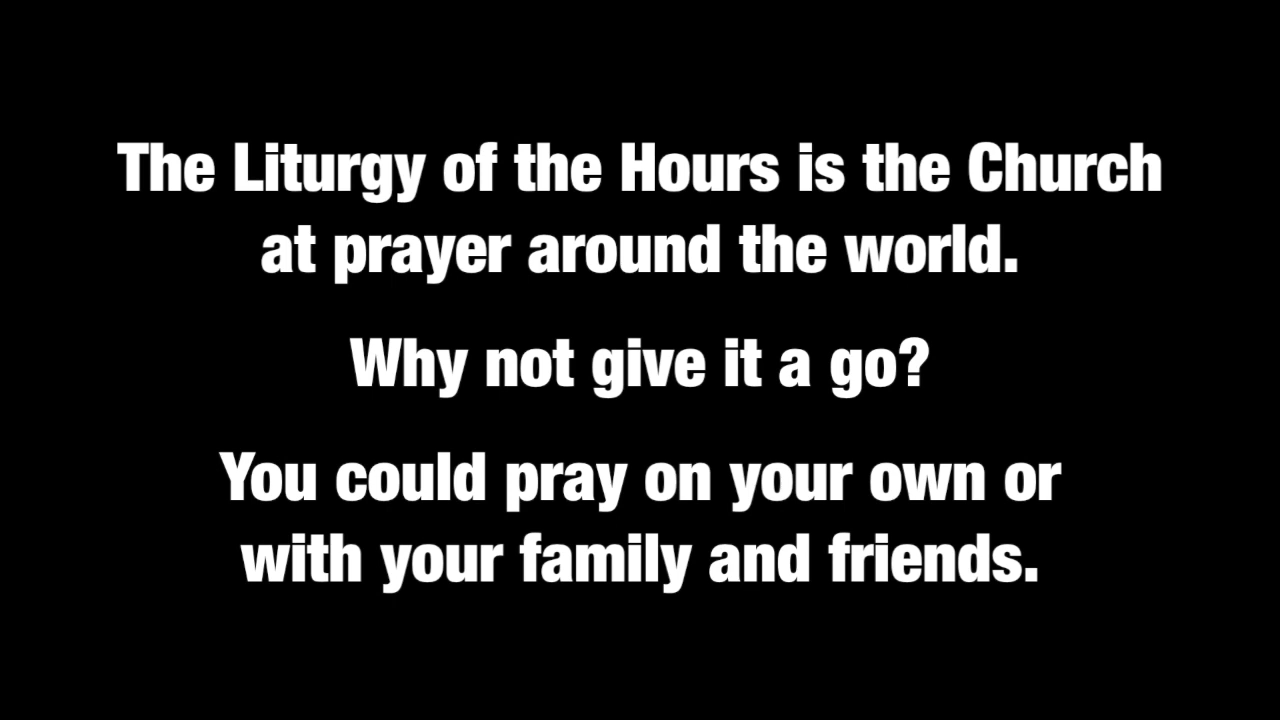 The Liturgy of the Hours is the Church
at prayer around the world.
Why not give it a go?
You could pray on your own or
with your family and friends.